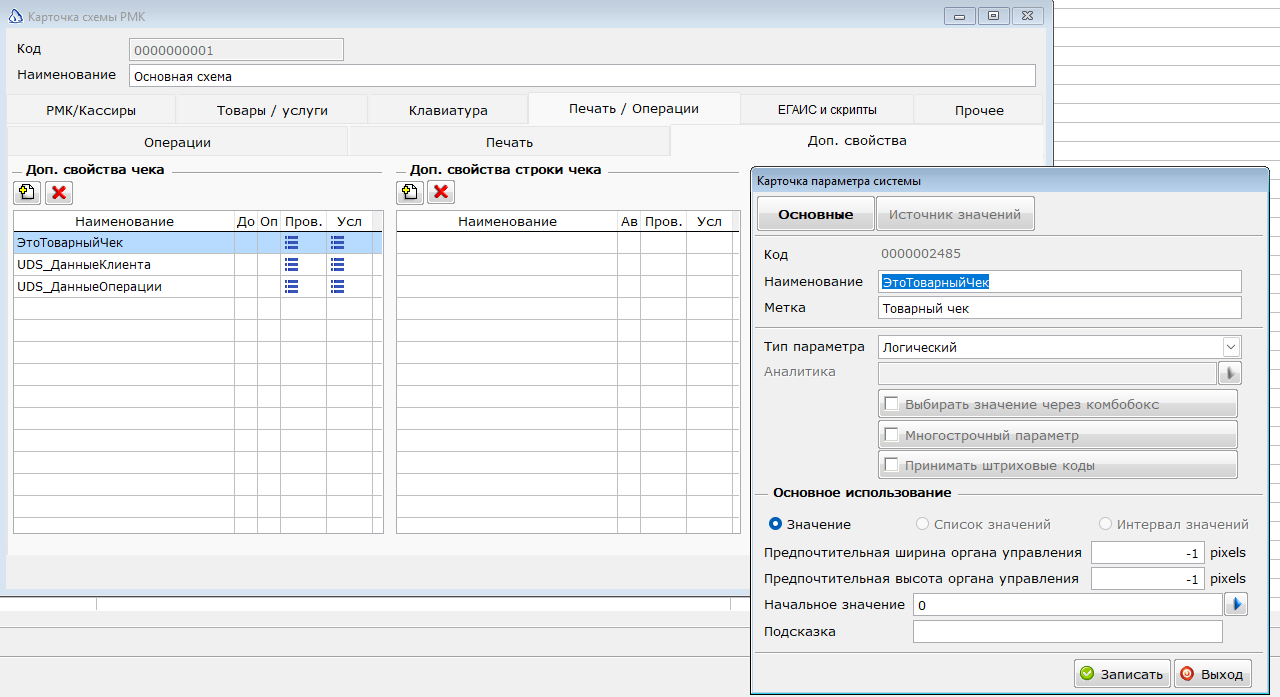 Карточка схемы РМК
Код 0000000001
Наименование Основная схема
РМК/Кассиры Товары / услуги Клавиатура Печать / Операции ЕГАИС и скрипты Прочее
Операции Печать Доп. свойства
Доп. свойства чека
Наименование До Оп Пров. Усл
ЭтоТоварныйЧек
UDS_ДанныеКлиента
UDS_ДанныеОперации
Доп. свойства строки чека
Наименование Ав Пров. Усл
Карточка параметра системы
Основные Источник значений
Код 0000002485
Наименование ЭтоТоварныйЧек
Метка Товарный чек
Тип параметра Логический
Аналитика
Выбирать значение через комбобокс
Многострочный параметр
Принимать штриховые коды
Основное использование
Значение Список значений Интервал значений
Предпочтительная ширина органа управления -1 pixels
Предпочтительная высота органа управления -1 pixels
Начальное значение 0
Подсказка
Записать Выход